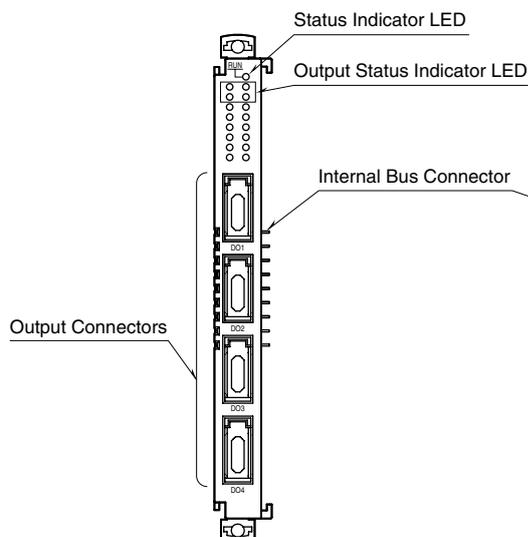 Status Indicator LED
RUN
Output Status Indicator LED
Internal Bus Connector
DO1
DO2
Output Connectors
DO3
DO4